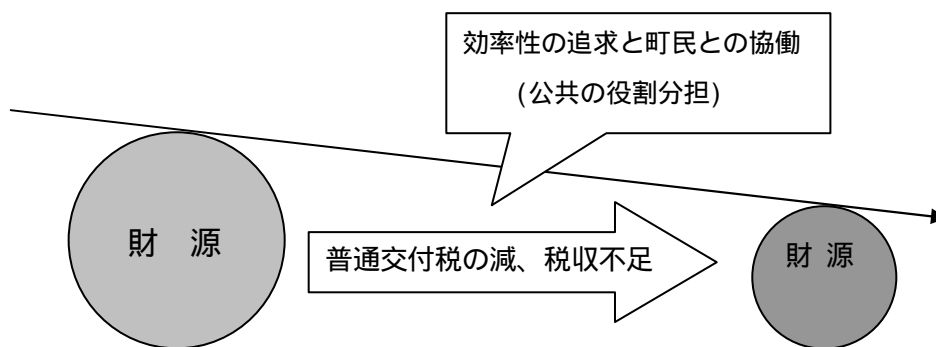 効率性の追求と町民との協働
(公共の役割分担)
財　源
普通交付税の減、税収不足
財 源